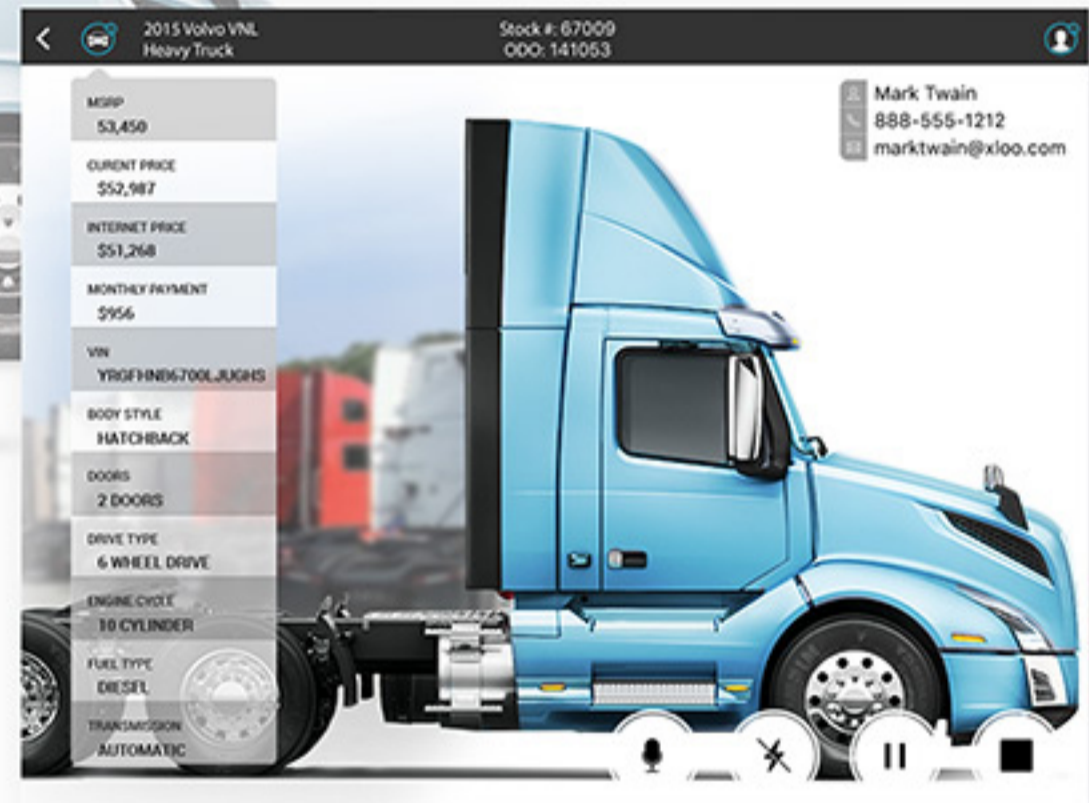 2015 Volvo VNL
Heavy Truck
Stock #: 67009
ODO: 141053
Mark Twain
888-555-1212
marktwain@xloo.com
MSRP
53,450
CURENT PRICE
$52,987
INTERNET PRICE
$51,268
MONTHLY PAYMENT
$956
VIN
YRGFHNB6700LJUGHS
BODY STYLE
HATCHBACK
DOORS
2 DOORS
DRIVE TYPE
6 WHEEL DRIVE
ENGINE CYCLE
10 CYLINDER
FUEL TYPE
DIESEL
TRANSMISSION
AUTOMATIC